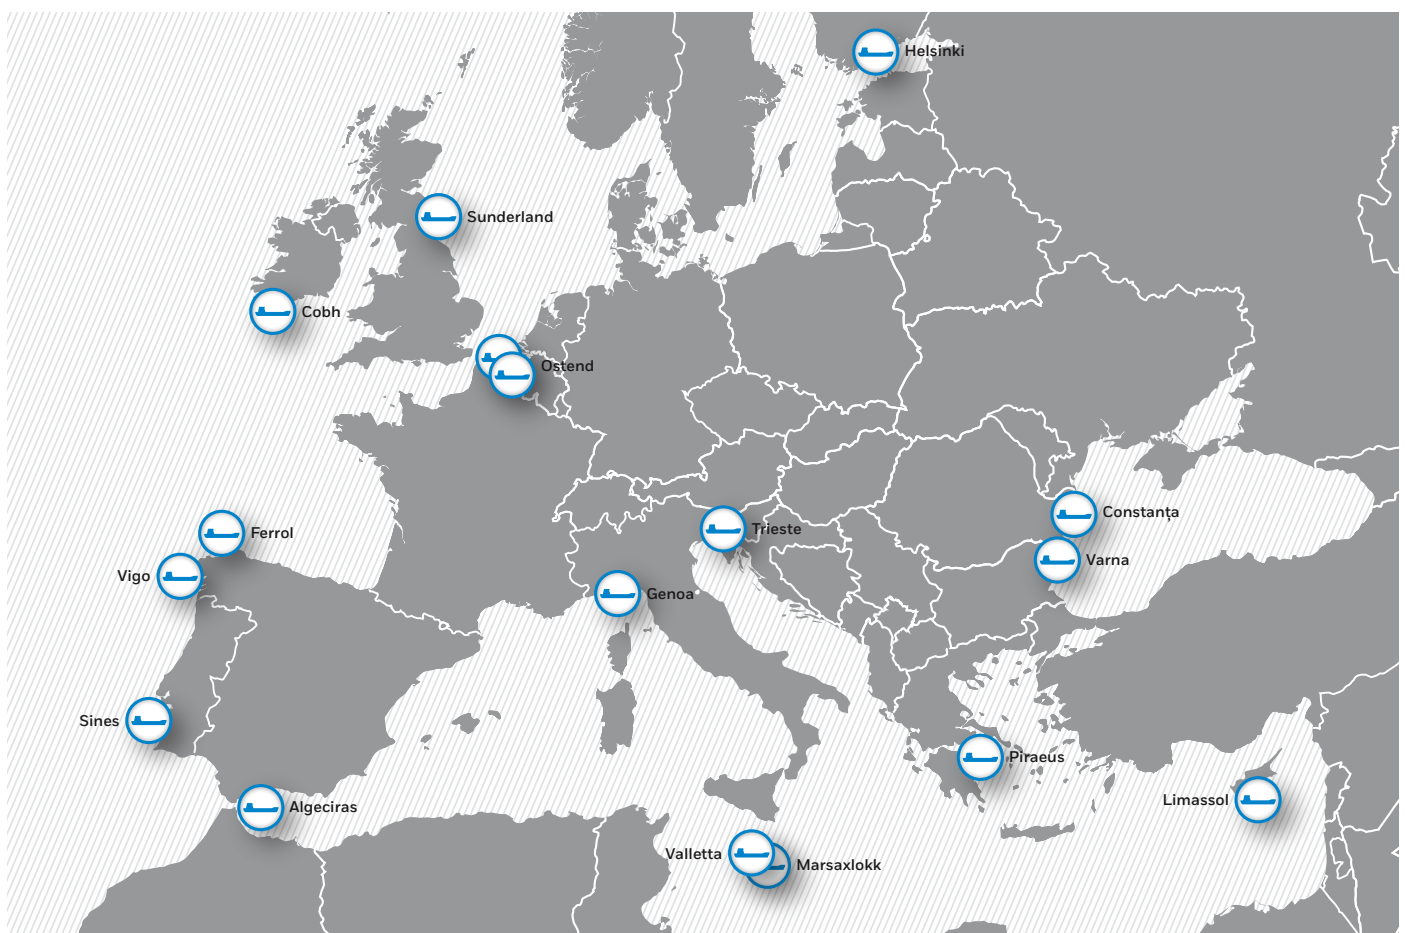 Helsinki
Sunderland
Cobh
Ostend
Constanța
Ferrol
Trieste
Varna
Vigo
Genoa
Sines
Piraeus
Limassol
Algeciras
Valletta
Marsaxlokk